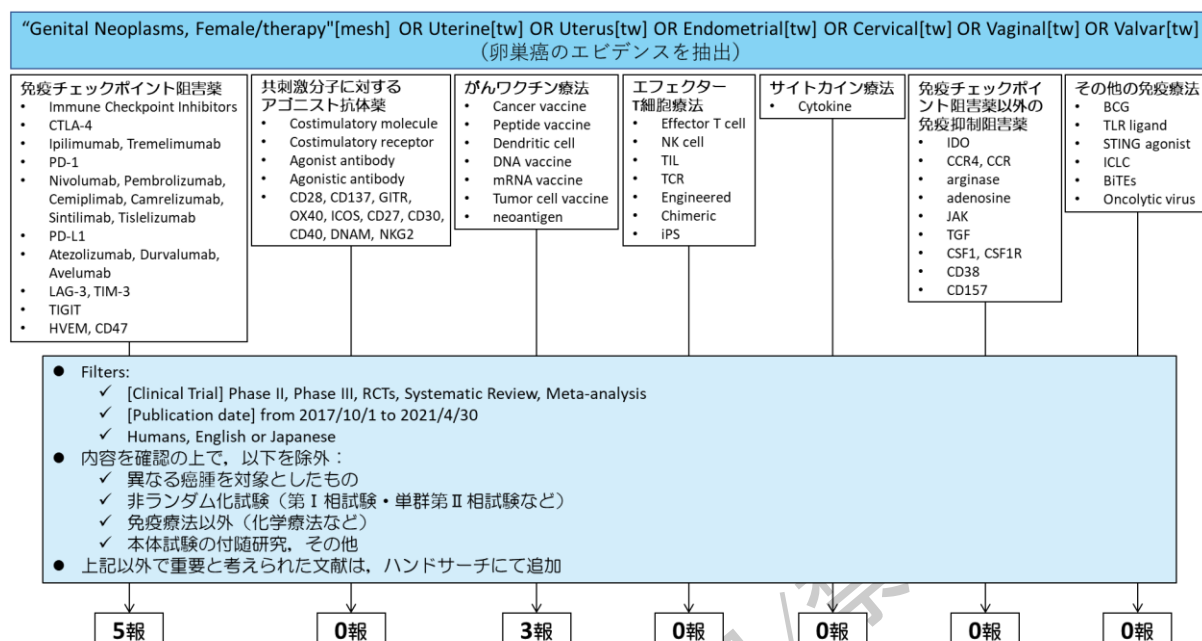 “Genital Neoplasms, Female/therapy"[mesh] OR Uterine[tw] OR Uterus[tw] OR Endometrial[tw] OR Cervical[tw] OR Vaginal[tw] OR Valvar[tw]
（卵巣癌のエビデンスを抽出）
免疫チェックポイント阻害薬
• Immune Checkpoint Inhibitors
• CTLA-4
• Ipilimumab, Tremelimumab
• PD-1
• Nivolumab, Pembrolizumab,
Cemiplimab, Camrelizumab,
Sintilimab, Tislelizumab
• PD-L1
• Atezolizumab, Durvalumab,
Avelumab
• LAG-3, TIM-3
• TIGIT
• HVEM, CD47
共刺激分子に対する
アゴニスト抗体薬
• Costimulatory molecule
• Costimulatory receptor
• Agonist antibody
• Agonistic antibody
• CD28, CD137, GITR,
OX40, ICOS, CD27, CD30,
CD40, DNAM, NKG2
がんワクチン療法
• Cancer vaccine
• Peptide vaccine
• Dendritic cell
• DNA vaccine
• mRNA vaccine
• Tumor cell vaccine
• neoantigen
エフェクター
T細胞療法
• Effector T cell
• NK cell
• TIL
• TCR
• Engineered
• Chimeric
• iPS
サイトカイン療法
• Cytokine
免疫チェックポイ
ント阻害薬以外の
免疫抑制阻害薬
• IDO
• CCR4, CCR
• arginase
• adenosine
• JAK
• TGF
• CSF1, CSF1R
• CD38
• CD157
その他の免疫療法
• BCG
• TLR ligand
• STING agonist
• ICLC
• BiTEs
• Oncolytic virus
● Filters:
✓ [Clinical Trial] Phase II, Phase III, RCTs, Systematic Review, Meta-analysis
✓ [Publication date] from 2017/10/1 to 2021/4/30
✓ Humans, English or Japanese
● 内容を確認の上で，以下を除外：
✓ 異なる癌腫を対象としたもの
✓ 非ランダム化試験（第Ⅰ相試験・単群第Ⅱ相試験など）
✓ 免疫療法以外（化学療法など）
✓ 本体試験の付随研究，その他
● 上記以外で重要と考えられた文献は，ハンドサーチにて追加
5報
0報
3報
0報
0報
0報
0報